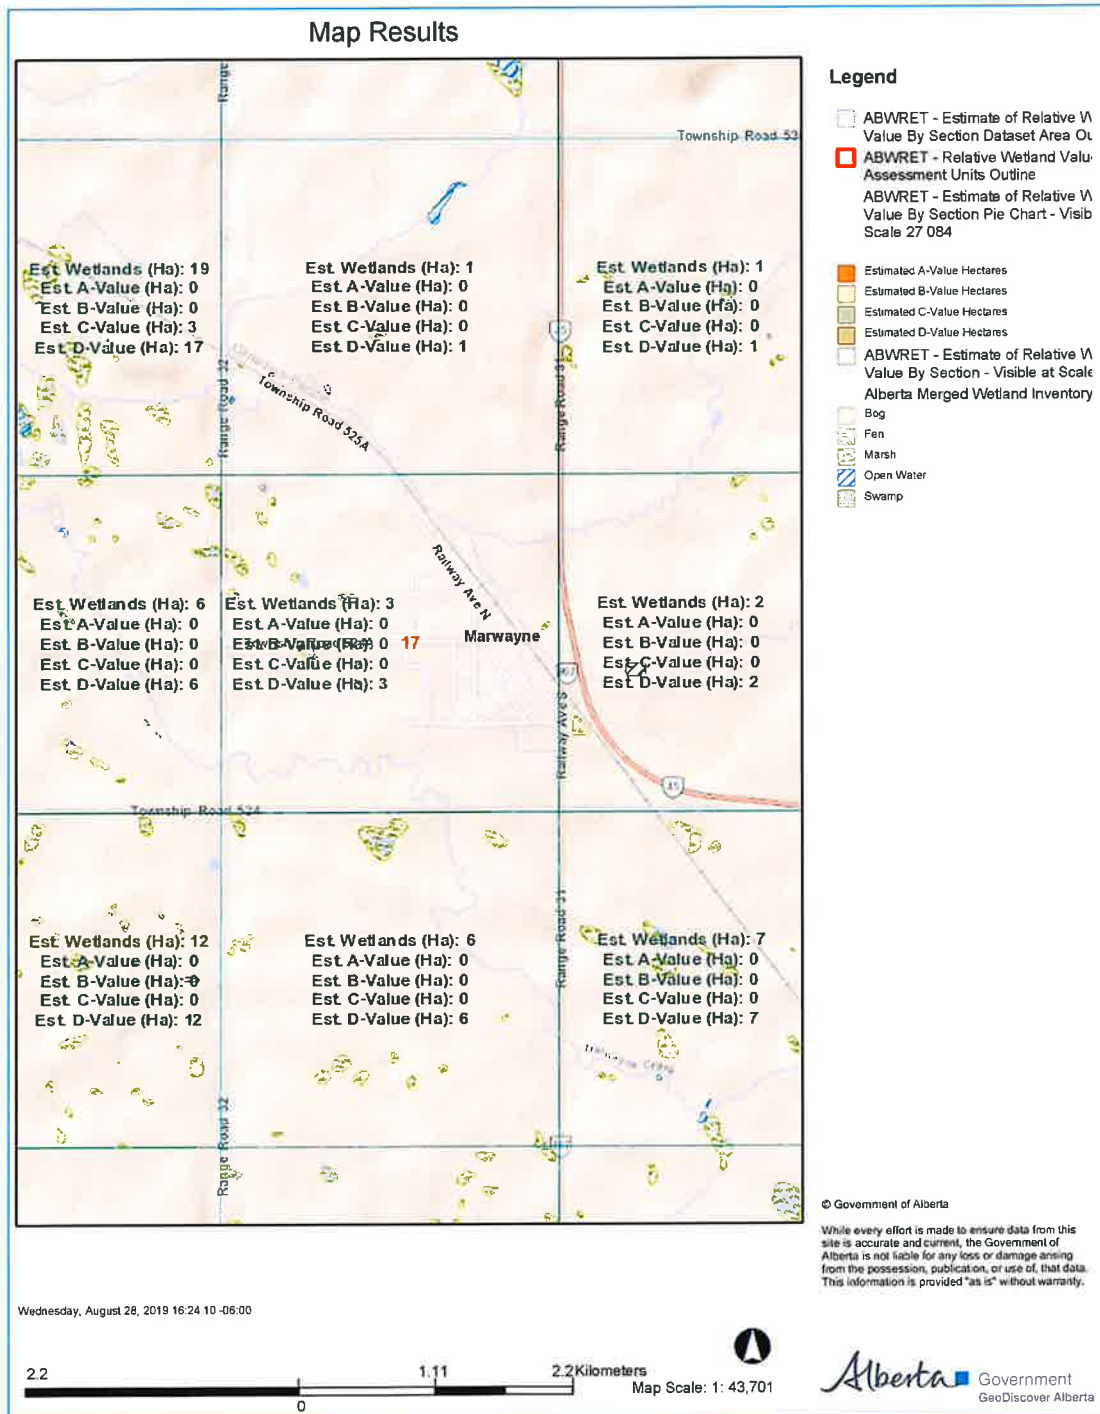 Map Results
Range
Township Road 53
Est. Wetlands (Ha): 19
Est. A-Value (Ha): 0
Est. B-Value (Ha): 0
Est. C-Value (Ha): 3
Est. D-Value (Ha): 17
Est. Wetlands (Ha): 1
Est. A-Value (Ha): 0
Est. B-Value (Ha): 0
Est. C-Value (Ha): 0
Est. D-Value (Ha): 1
Est. Wetlands (Ha): 1
Est. A-Value (Ha): 0
Est. B-Value (Ha): 0
Est. C-Value (Ha): 0
Est. D-Value (Ha): 1
Range Road 32
Township Road 525A
Range Road 31
Railway Ave N
Est. Wetlands (Ha): 6
Est. A-Value (Ha): 0
Est. B-Value (Ha): 0
Est. C-Value (Ha): 0
Est. D-Value (Ha): 6
Est. Wetlands (Ha): 3
Est. A-Value (Ha): 0
Est. B-Value (Ha): 0
Est. C-Value (Ha): 0
Est. D-Value (Ha): 3
17
Marwayne
Est. Wetlands (Ha): 2
Est. A-Value (Ha): 0
Est. B-Value (Ha): 0
Est. C-Value (Ha): 0
Est. D-Value (Ha): 2
Railway Ave S
45
Township Road 524
Est. Wetlands (Ha): 12
Est. A-Value (Ha): 0
Est. B-Value (Ha): 0
Est. C-Value (Ha): 0
Est. D-Value (Ha): 12
Est. Wetlands (Ha): 6
Est. A-Value (Ha): 0
Est. B-Value (Ha): 0
Est. C-Value (Ha): 0
Est. D-Value (Ha): 6
Range Road 31
Est. Wetlands (Ha): 7
Est. A-Value (Ha): 0
Est. B-Value (Ha): 0
Est. C-Value (Ha): 0
Est. D-Value (Ha): 7
Range Road 32
Legend
ABWRET - Estimate of Relative W
Value By Section Dataset Area Ou
ABWRET - Relative Wetland Valu
Assessment Units Outline
ABWRET - Estimate of Relative W
Value By Section Pie Chart - Visib
Scale 27 084
Estimated A-Value Hectares
Estimated B-Value Hectares
Estimated C-Value Hectares
Estimated D-Value Hectares
ABWRET - Estimate of Relative W
Value By Section - Visible at Scale
Alberta Merged Wetland Inventory
Bog
Fen
Marsh
Open Water
Swamp
© Government of Alberta
While every effort is made to ensure data from this
site is accurate and current, the Government of
Alberta is not liable for any loss or damage arising
from the possession, publication, or use of, that data.
This information is provided "as is" without warranty.
Wednesday, August 28, 2019 16:24 10 -06:00
2.2
0
1.11
2.2 Kilometers
Map Scale: 1: 43,701
Alberta Government
GeoDiscover Alberta